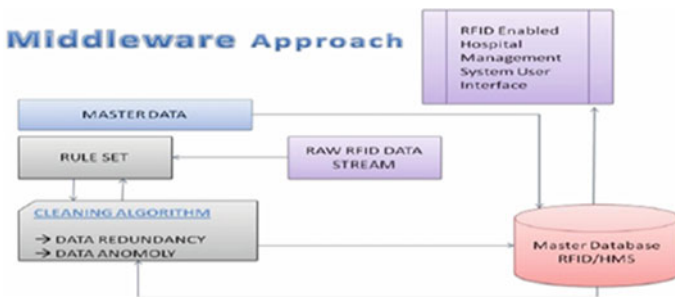 Middleware Approach
RFID Enabled
Hospital
Management
System User
Interface
MASTER DATA
RULE SET
RAW RFID DATA
STREAM
CLEANING ALGORITHM
→ DATA REDUNDANCY
→ DATA ANOMOLY
Master Database
RFID/HMS